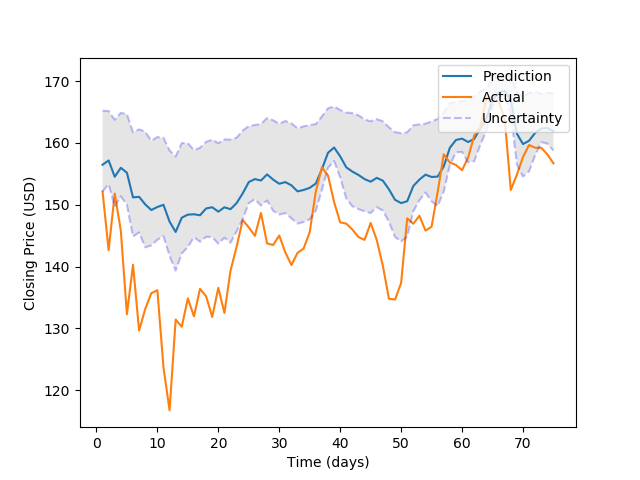 Prediction
Actual
Uncertainty
170
160
150
140
130
120
Closing Price (USD)
0 10 20 30 40 50 60 70
Time (days)